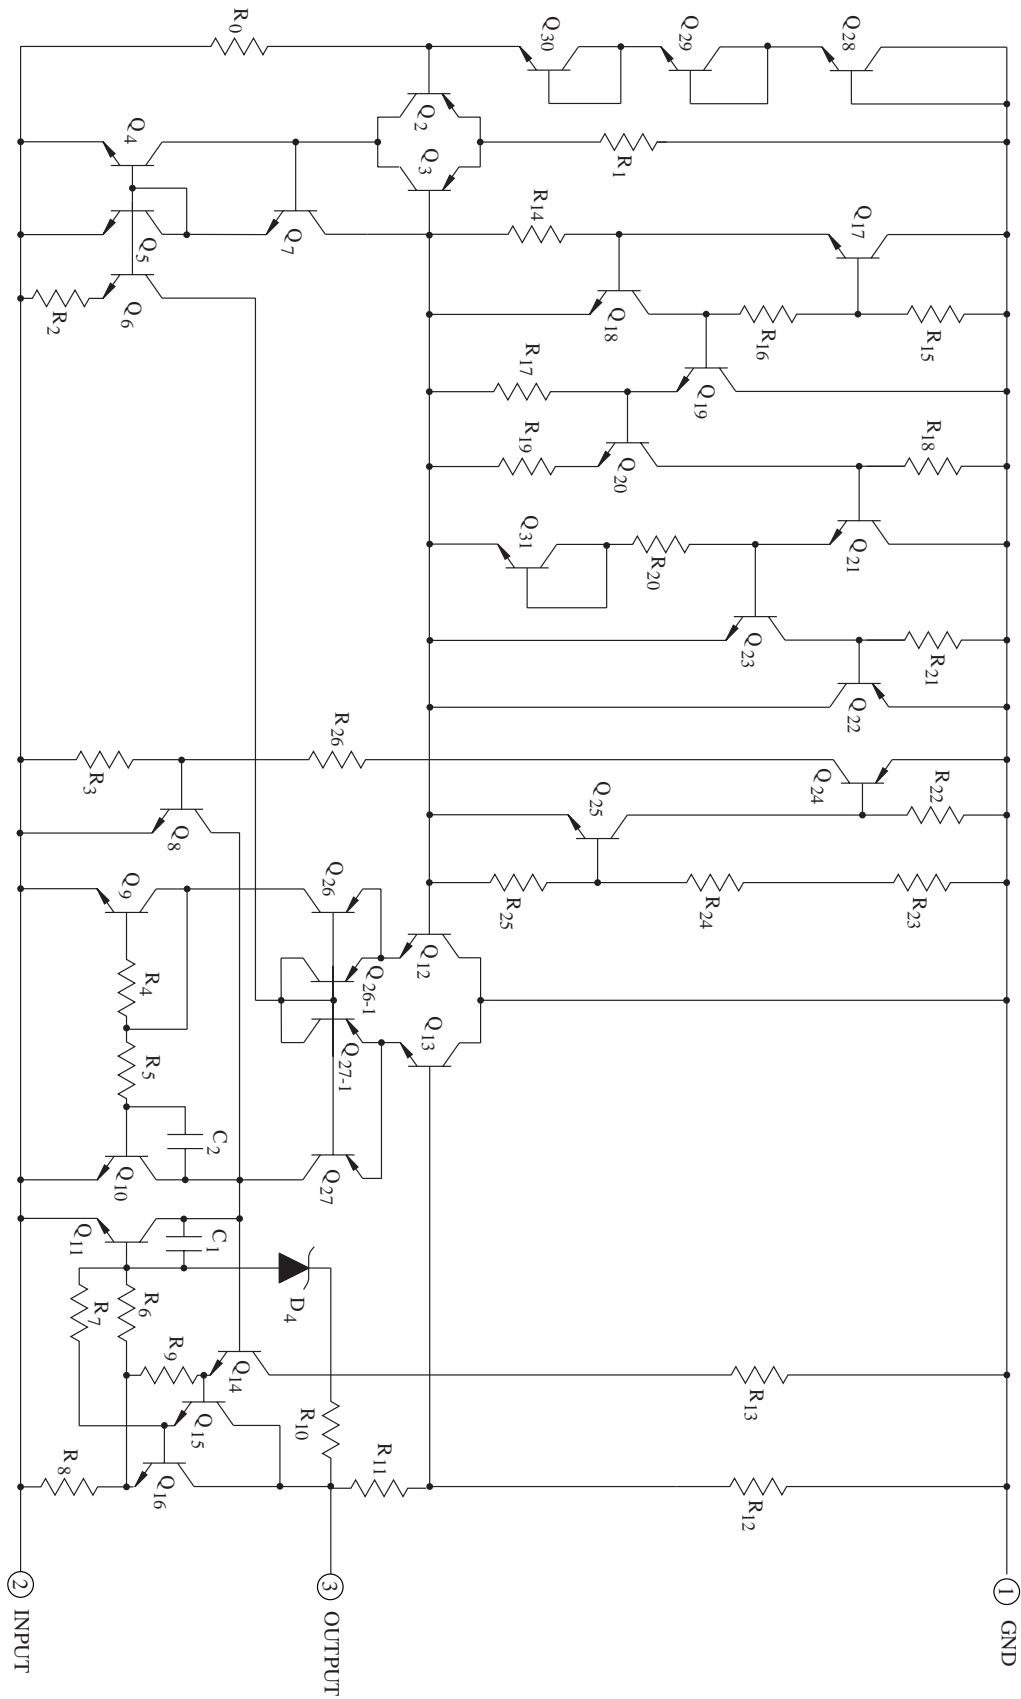 ① GND
Q28
R15
R18
R21
R22
R23
Q17
Q21
Q22
Q24
R16
Q23
R13
R12
Q29
Q19
R20
R24
R1
Q18
Q20
Q25
Q30
R14
R17
R19
Q31
R25
Q2
Q3
Q12
Q13
R26
Q26
Q26-1
Q27-1
Q27
R11
③ OUTPUT
R10
D4
R0
Q7
Q14
C2
C1
Q15
R9
Q8
Q16
Q4
Q5
Q6
Q9
R4
R5
Q10
R6
Q11
R7
R2
R3
R8
② INPUT